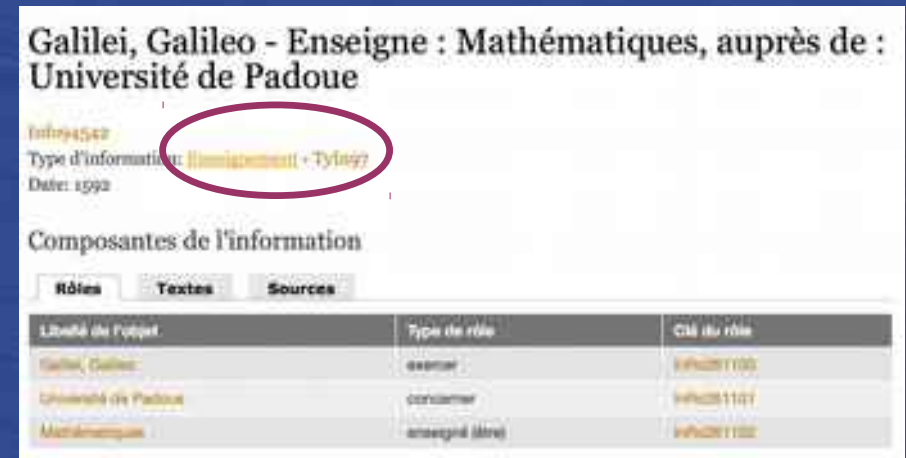 Galilei, Galileo - Enseigne : Mathématiques, auprès de :
Université de Padoue
Info94542
Type d'information: Enseignement - TyIn97
Date: 1592
Composantes de l'information
Rôles Textes Sources
Libellé de l'objet Type de rôle Clé du rôle
Galilei, Galileo exercer
Université de Padoue concerner
Mathématiques enseigné (être)